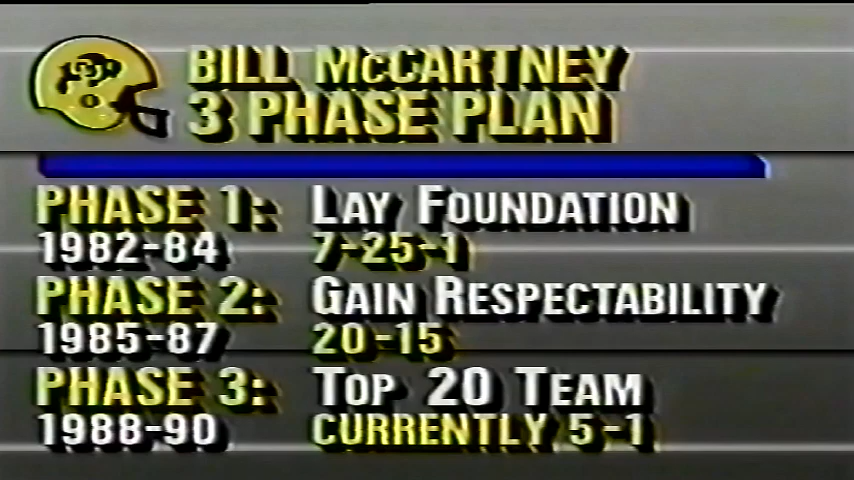 BILL McCARTNEY
3 PHASE PLAN
PHASE 1: LAY FOUNDATION
1982-84 7-25-1
PHASE 2: GAIN RESPECTABILITY
1985-87 20-15
PHASE 3: TOP 20 TEAM
1988-90 CURRENTLY 5-1